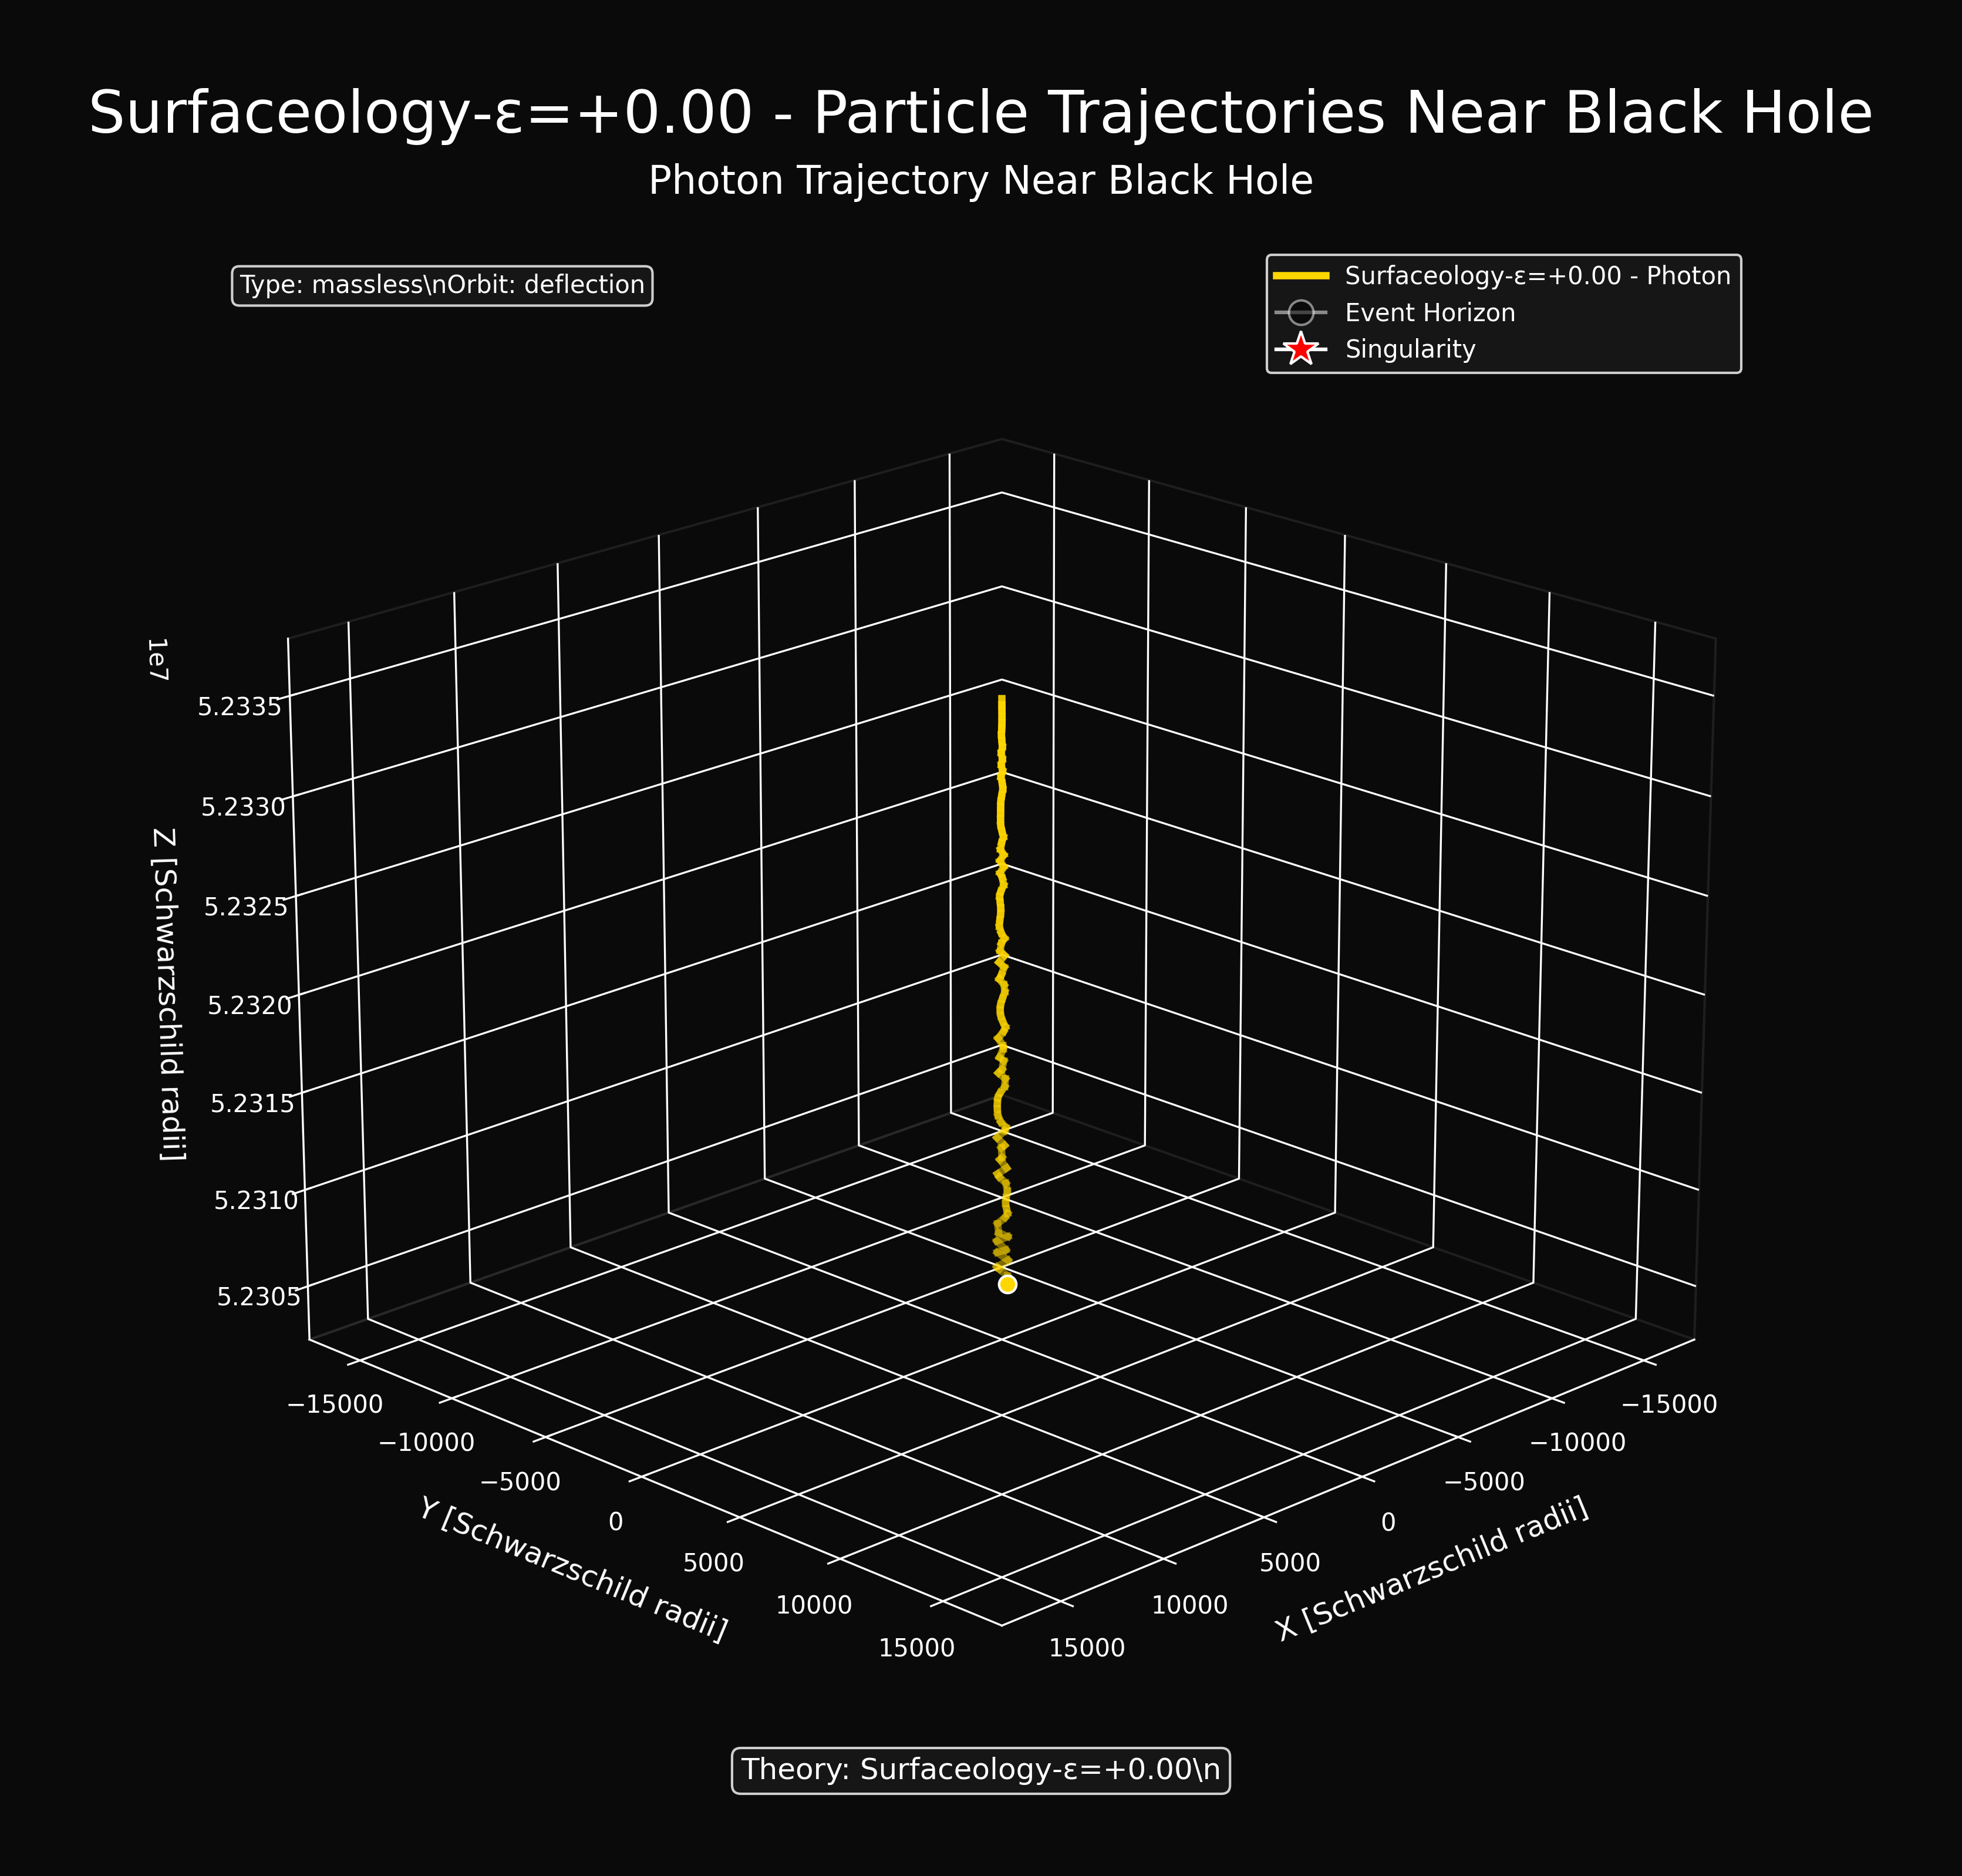 Surfaceology-ε=+0.00 - Particle Trajectories Near Black Hole
Photon Trajectory Near Black Hole
Type: massless\nOrbit: deflection
Surfaceology-ε=+0.00 - Photon
Event Horizon
Singularity
1e7
5.2335
5.2330
5.2325
5.2320
5.2315
5.2310
5.2305
Z [Schwarzschild radii]
−15000
−10000
−5000
0
5000
10000
15000
Y [Schwarzschild radii]
−15000
−10000
−5000
0
5000
10000
15000
X [Schwarzschild radii]
Theory: Surfaceology-ε=+0.00\n